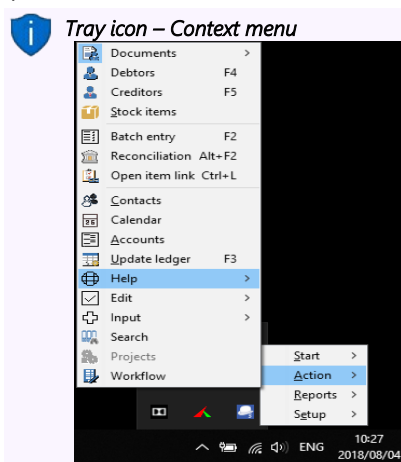 Tray icon – Context menu
Documents >
Debtors F4
Creditors F5
Stock items
Batch entry F2
Reconciliation Alt+F2
Open item link Ctrl+L
Contacts
Calendar
Accounts
Update ledger F3
Help >
Edit >
Input >
Search
Projects
Workflow
Start >
Action >
Reports >
Setup >
ENG
10:27
2018/08/04